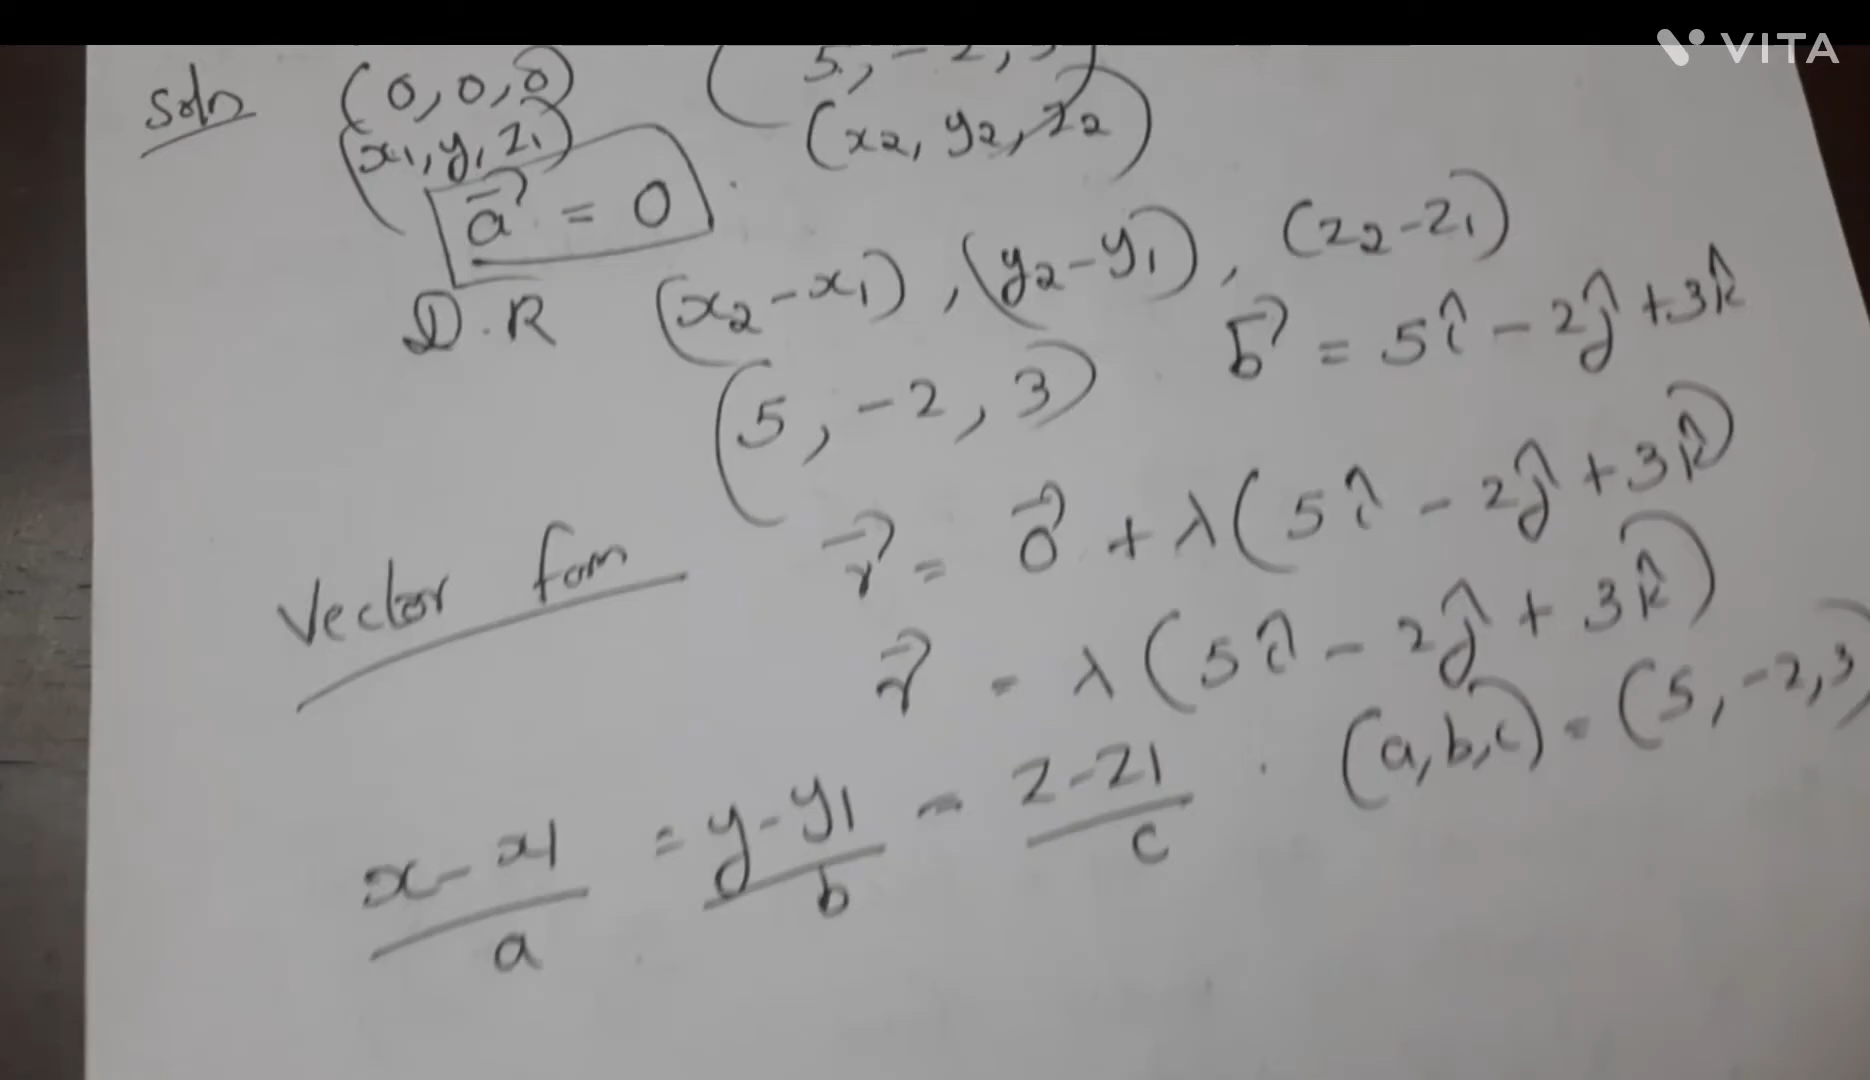 VITA
Soln (0,0,0) (5,-2,3)
(x1,y1,z1) (x2,y2,z2)
a⃗ = 0
D.R (x2-x1), (y2-y1), (z2-z1)
(5,-2,3) b⃗ = 5î - 2ĵ + 3k̂
Vector fom r⃗ = 0⃗ + λ(5î - 2ĵ + 3k̂)
r⃗ = λ(5î - 2ĵ + 3k̂)
x-x1/a = y-y1/b = z-z1/c . (a,b,c) = (5,-2,3)